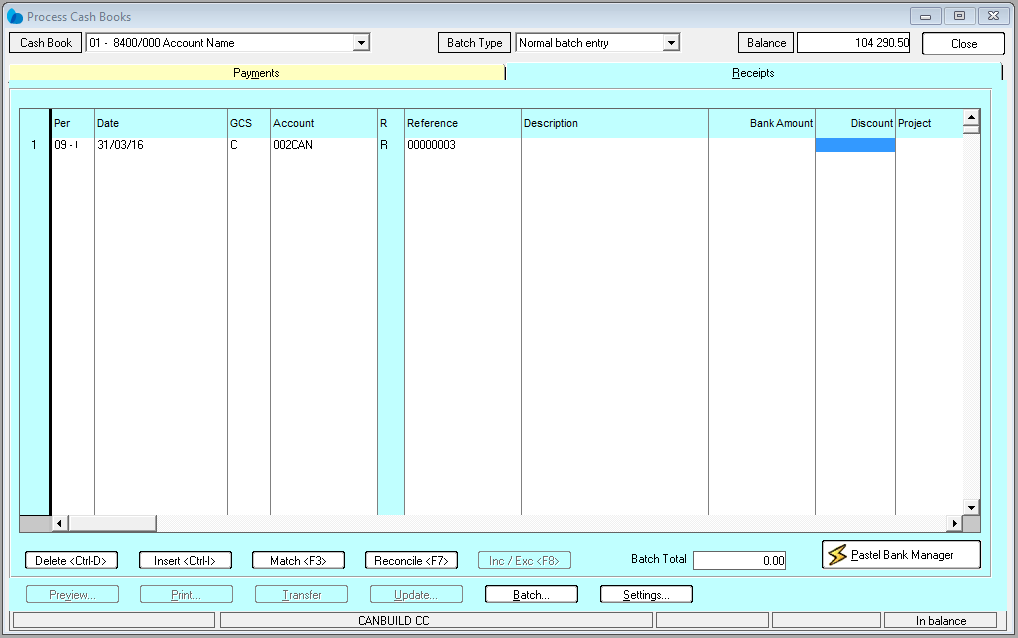 Process Cash Books
Cash Book 01 - 8400/000 Account Name Batch Type Normal batch entry Balance 104 290.50 Close
Payments Receipts
Per Date GCS Account R Reference Description Bank Amount Discount Project
1 09 - 31/03/16 C 002CAN R 00000003
Delete <Ctrl-D> Insert <Ctrl-I> Match <F3> Reconcile <F7> Inc / Exc <F8> Batch Total 0.00 Pastel Bank Manager
Preview... Print... Transfer Update... Batch... Settings...
CANBUILD CC In balance